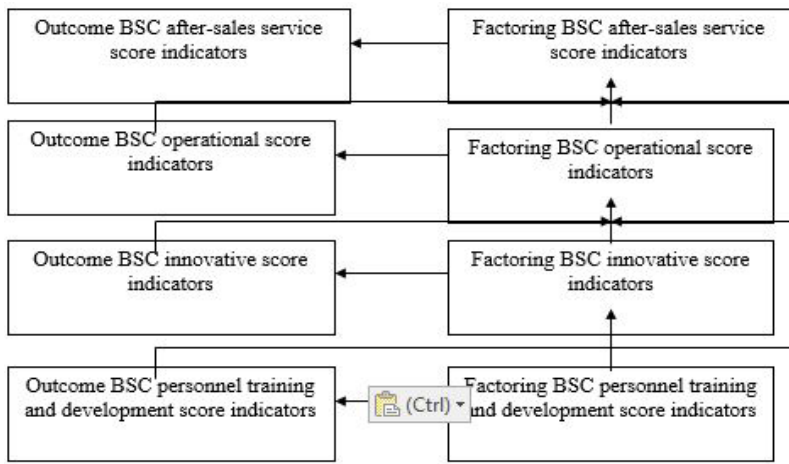 Outcome BSC after-sales service
score indicators
Factoring BSC after-sales service
score indicators
Outcome BSC operational score
indicators
Factoring BSC operational score
indicators
Outcome BSC innovative score
indicators
Factoring BSC innovative score
indicators
Outcome BSC personnel training
and development score indicators
Factoring BSC personnel training
and development score indicators
(Ctrl)